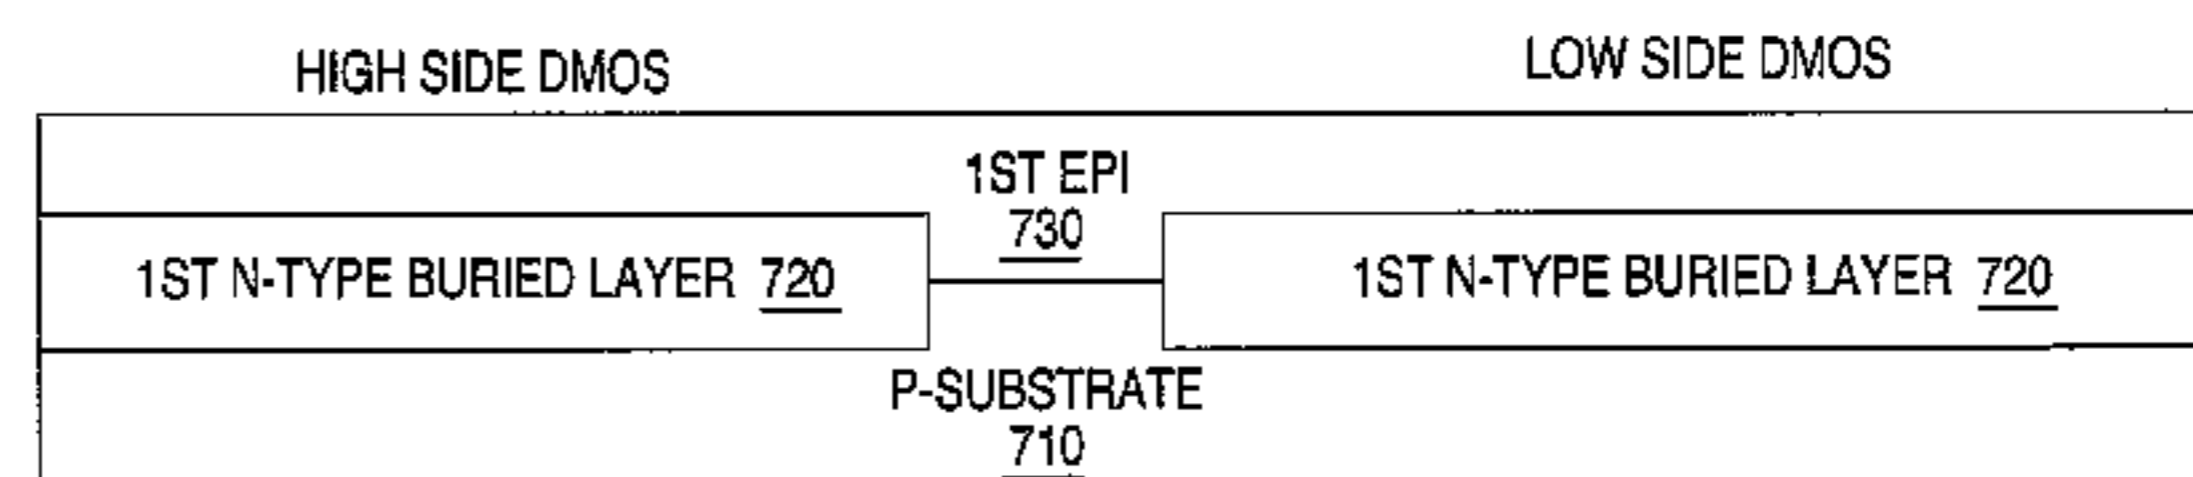 HIGH SIDE DMOS
LOW SIDE DMOS
1ST EPI
730
1ST N-TYPE BURIED LAYER 720
1ST N-TYPE BURIED LAYER 720
P-SUBSTRATE
710